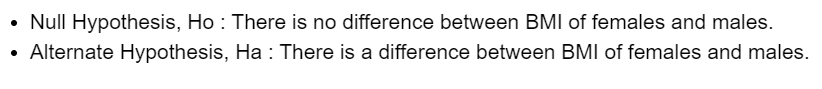 • Null Hypothesis, Ho : There is no difference between BMI of females and males.
• Alternate Hypothesis, Ha : There is a difference between BMI of females and males.